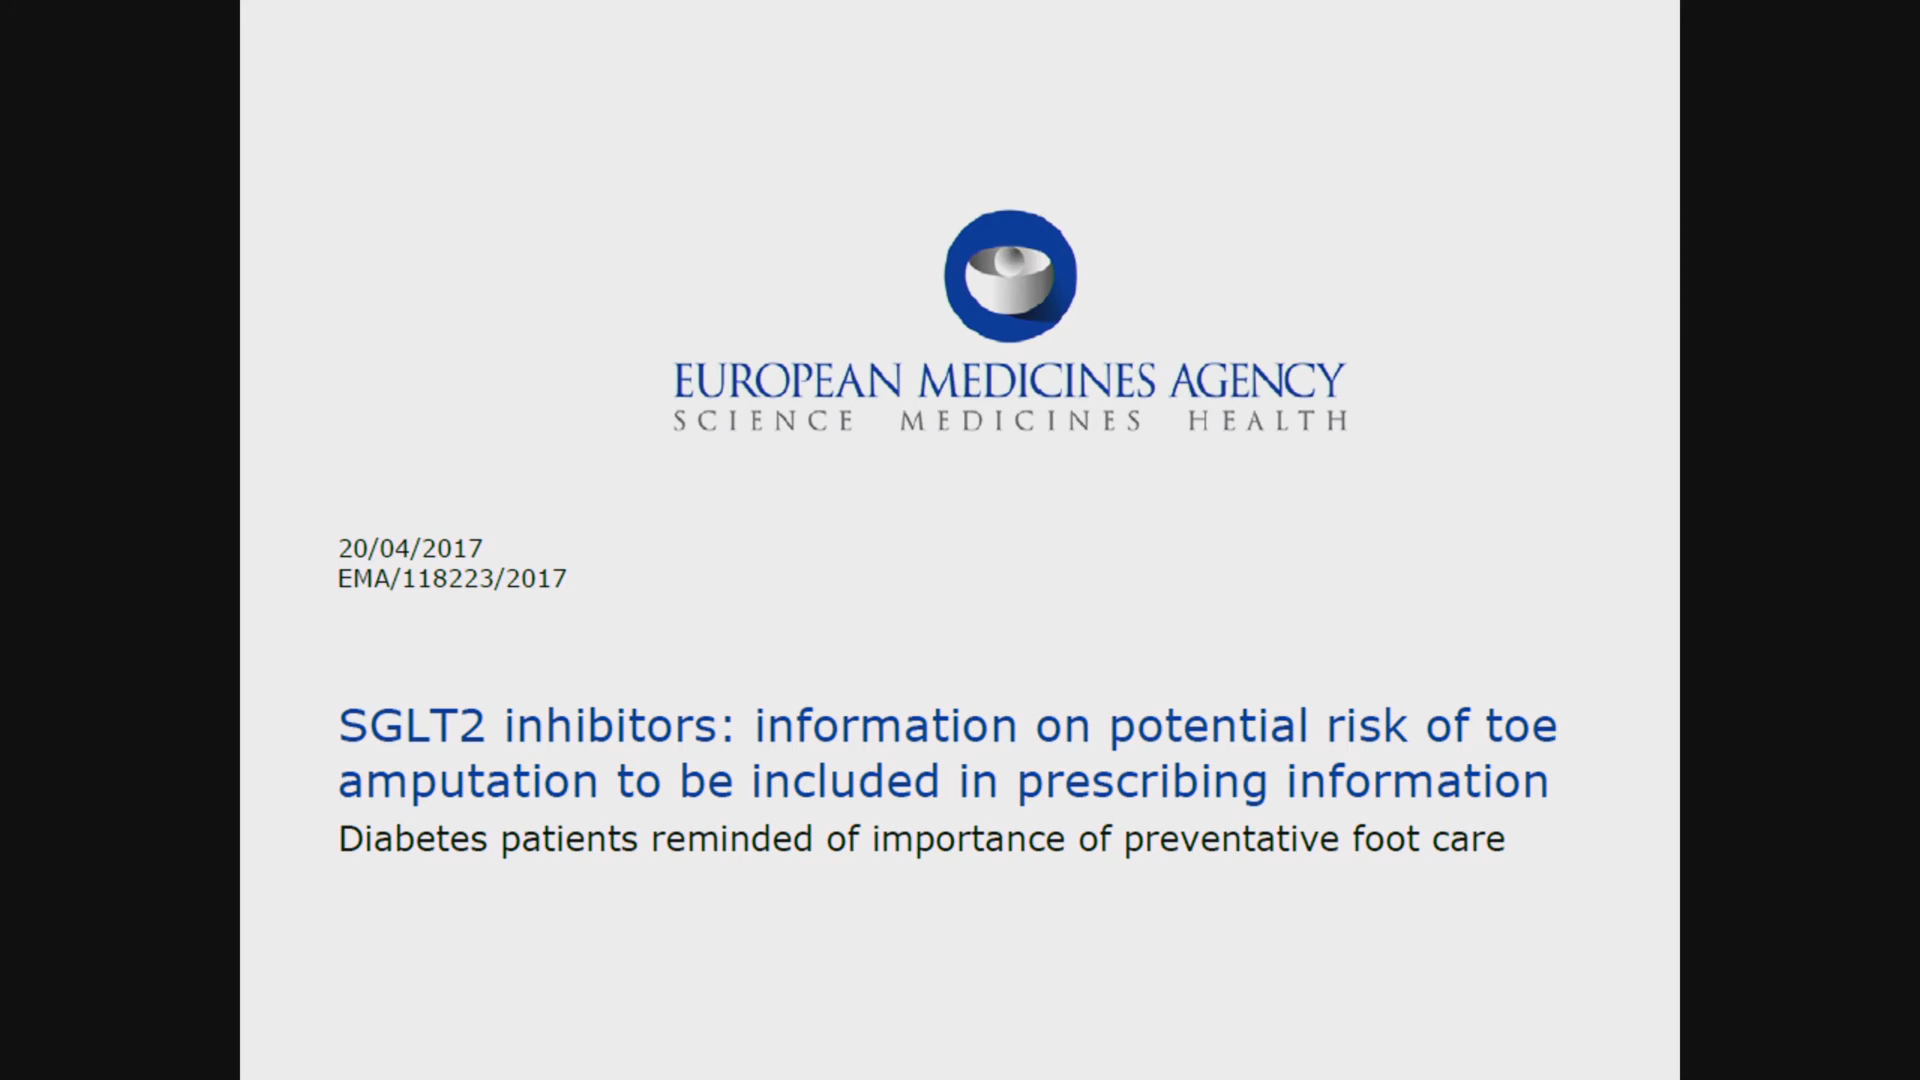 EUROPEAN MEDICINES AGENCY
SCIENCE MEDICINES HEALTH
20/04/2017
EMA/118223/2017
SGLT2 inhibitors: information on potential risk of toe
amputation to be included in prescribing information
Diabetes patients reminded of importance of preventative foot care